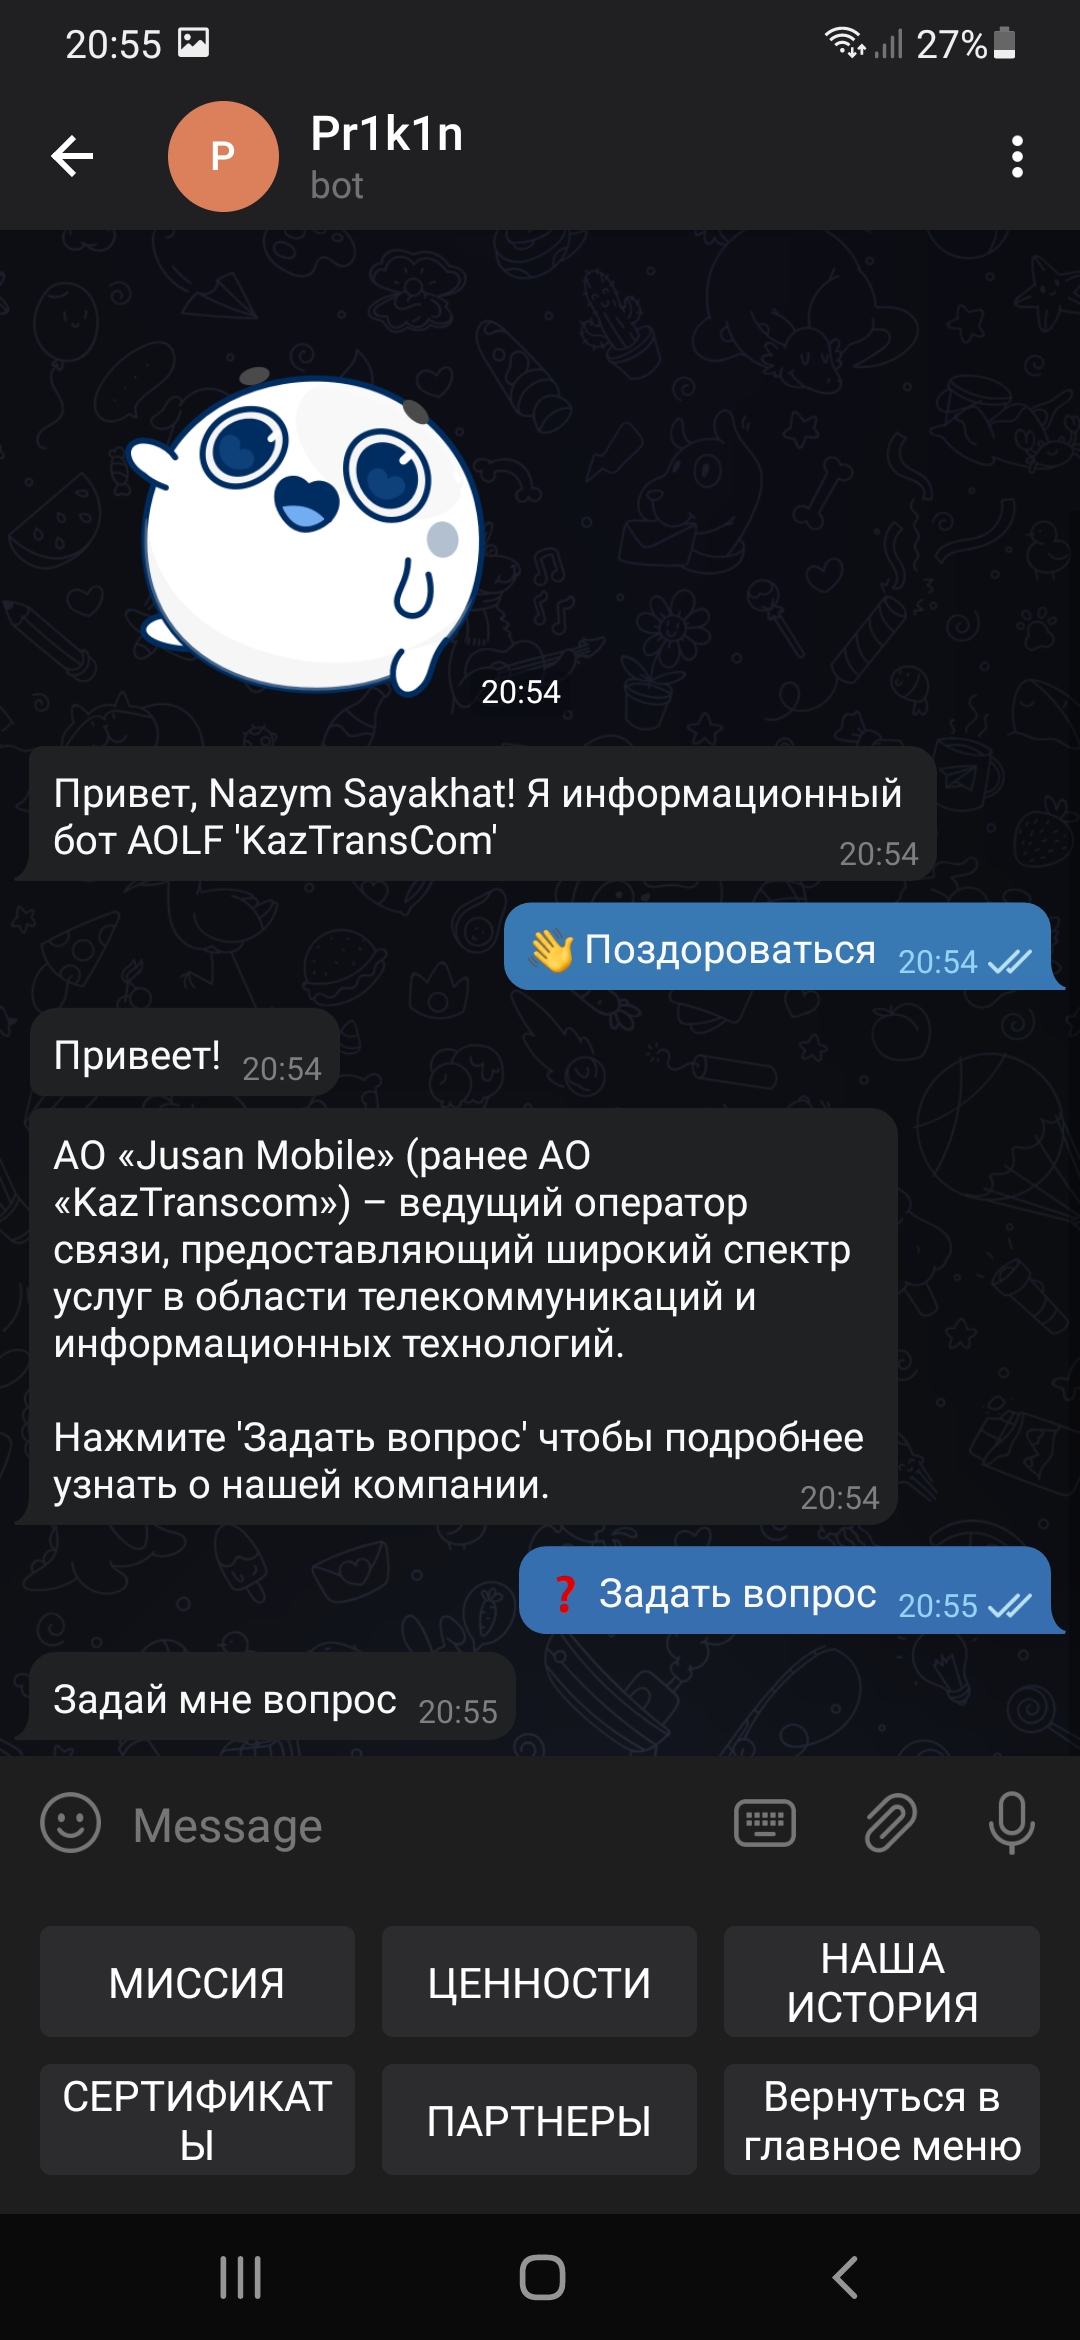 20:55
27%
P
Pr1k1n
bot
20:54
Привет, Nazym Sayakhat! Я информационный
бот AOLF 'KazTransCom'
20:54
👋 Поздороваться 20:54
Привеет! 20:54
АО «Jusan Mobile» (ранее АО
«KazTranscom») – ведущий оператор
связи, предоставляющий широкий спектр
услуг в области телекоммуникаций и
информационных технологий.
Нажмите 'Задать вопрос' чтобы подробнее
узнать о нашей компании.
20:54
❓ Задать вопрос 20:55
Задай мне вопрос 20:55
Message
МИССИЯ
ЦЕННОСТИ
НАША
ИСТОРИЯ
СЕРТИФИКАТ
Ы
ПАРТНЕРЫ
Вернуться в
главное меню